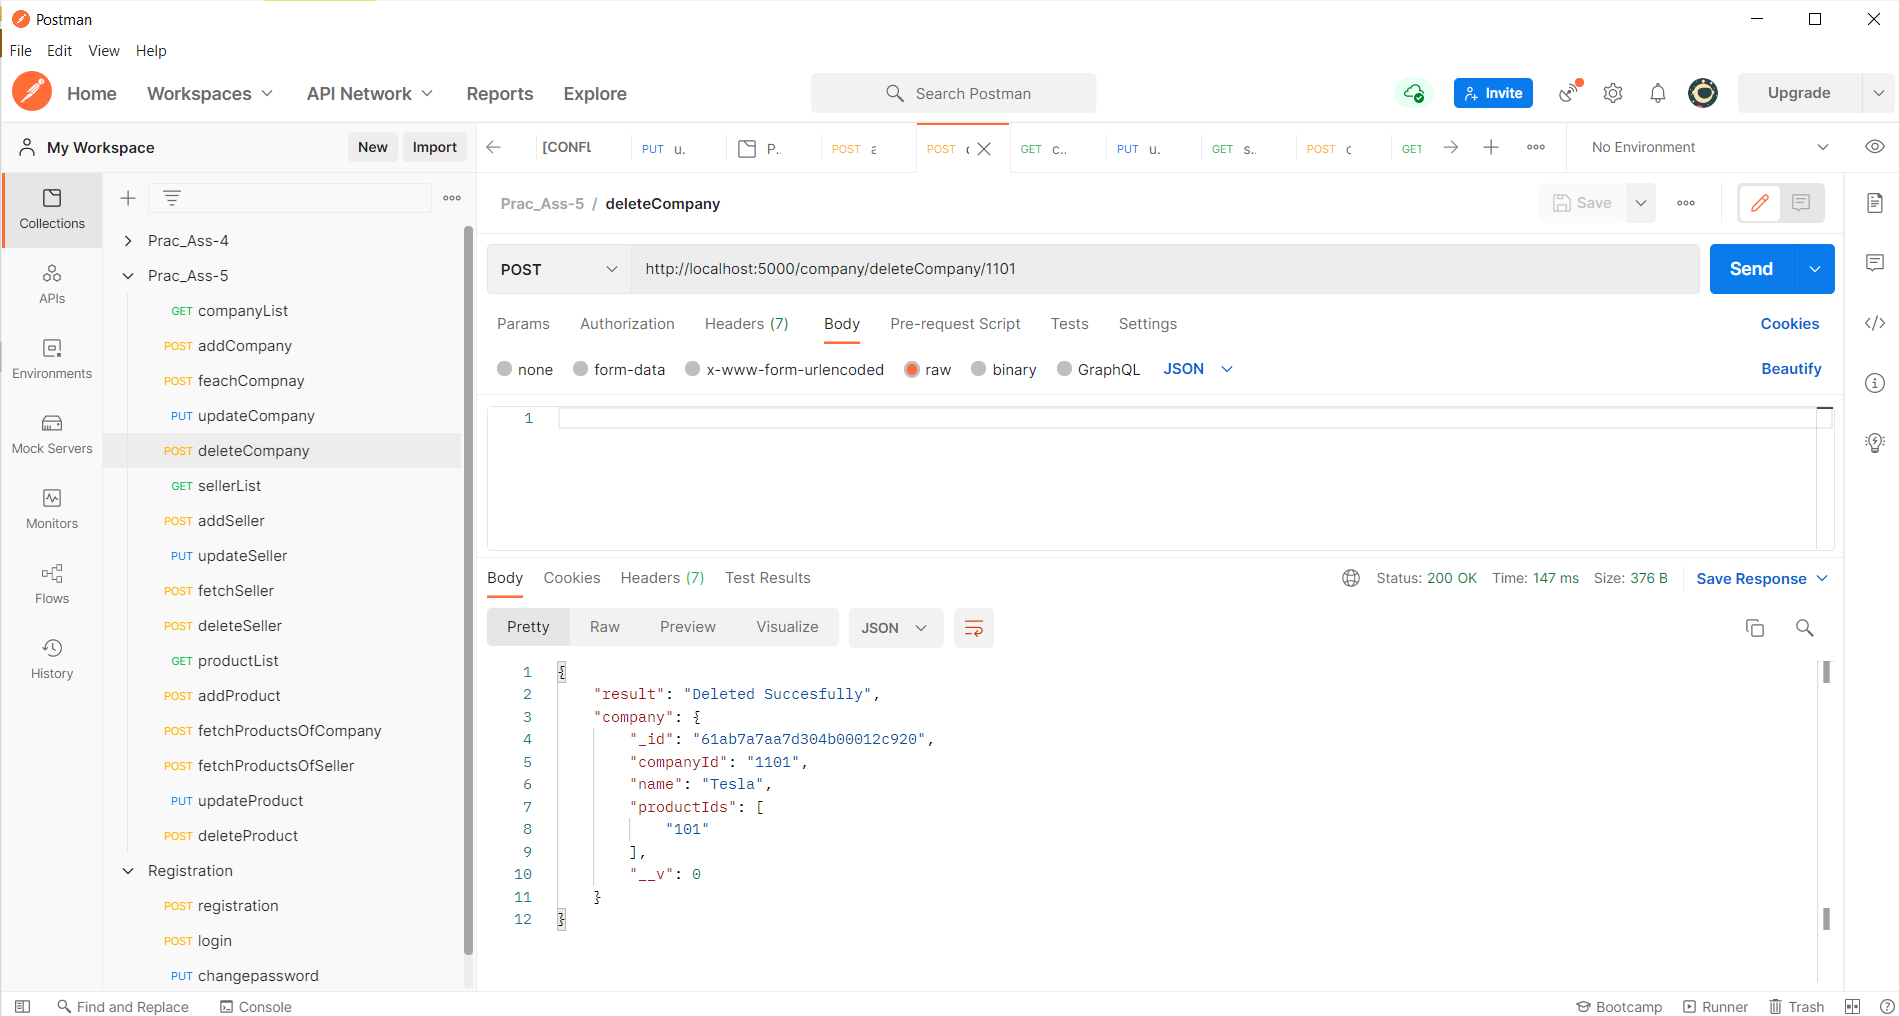 Postman
File Edit View Help
Home Workspaces API Network Reports Explore Search Postman Invite Upgrade
My Workspace New Import [CONFL PUT u. P.. POST POST GET c.. PUT u. GET s.. POST c GET No Environment
Collections
APIs
Environments
Mock Servers
Monitors
Flows
History
Prac_Ass-4
Prac_Ass-5
GET companyList
POST addCompany
POST feachCompnay
PUT updateCompany
POST deleteCompany
GET sellerList
POST addSeller
PUT updateSeller
POST fetchSeller
POST deleteSeller
GET productList
POST addProduct
POST fetchProductsOfCompany
POST fetchProductsOfSeller
PUT updateProduct
POST deleteProduct
Registration
POST registration
POST login
PUT changepassword
Prac_Ass-5 / deleteCompany Save
POST http://localhost:5000/company/deleteCompany/1101 Send
Params Authorization Headers (7) Body Pre-request Script Tests Settings Cookies
none form-data x-www-form-urlencoded raw binary GraphQL JSON Beautify
1
Body Cookies Headers (7) Test Results Status: 200 OK Time: 147 ms Size: 376 B Save Response
Pretty Raw Preview Visualize JSON
1 {
2 "result": "Deleted Succesfully",
3 "company": {
4 "_id": "61ab7a7aa7d304b00012c920",
5 "companyId": "1101",
6 "name": "Tesla",
7 "productIds": [
8 "101"
9 ],
10 "__v": 0
11 }
12 }
Find and Replace Console Bootcamp Runner Trash